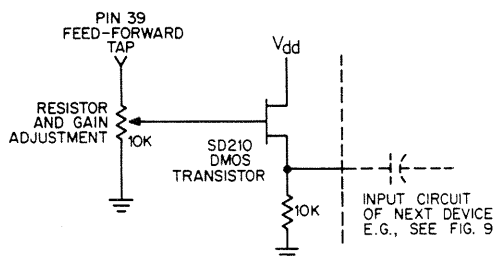 PIN 39
FEED-FORWARD
TAP
Vdd
RESISTOR
AND GAIN
ADJUSTMENT
10K
SD210
DMOS
TRANSISTOR
10K
INPUT CIRCUIT
OF NEXT DEVICE
E.G., SEE FIG. 9